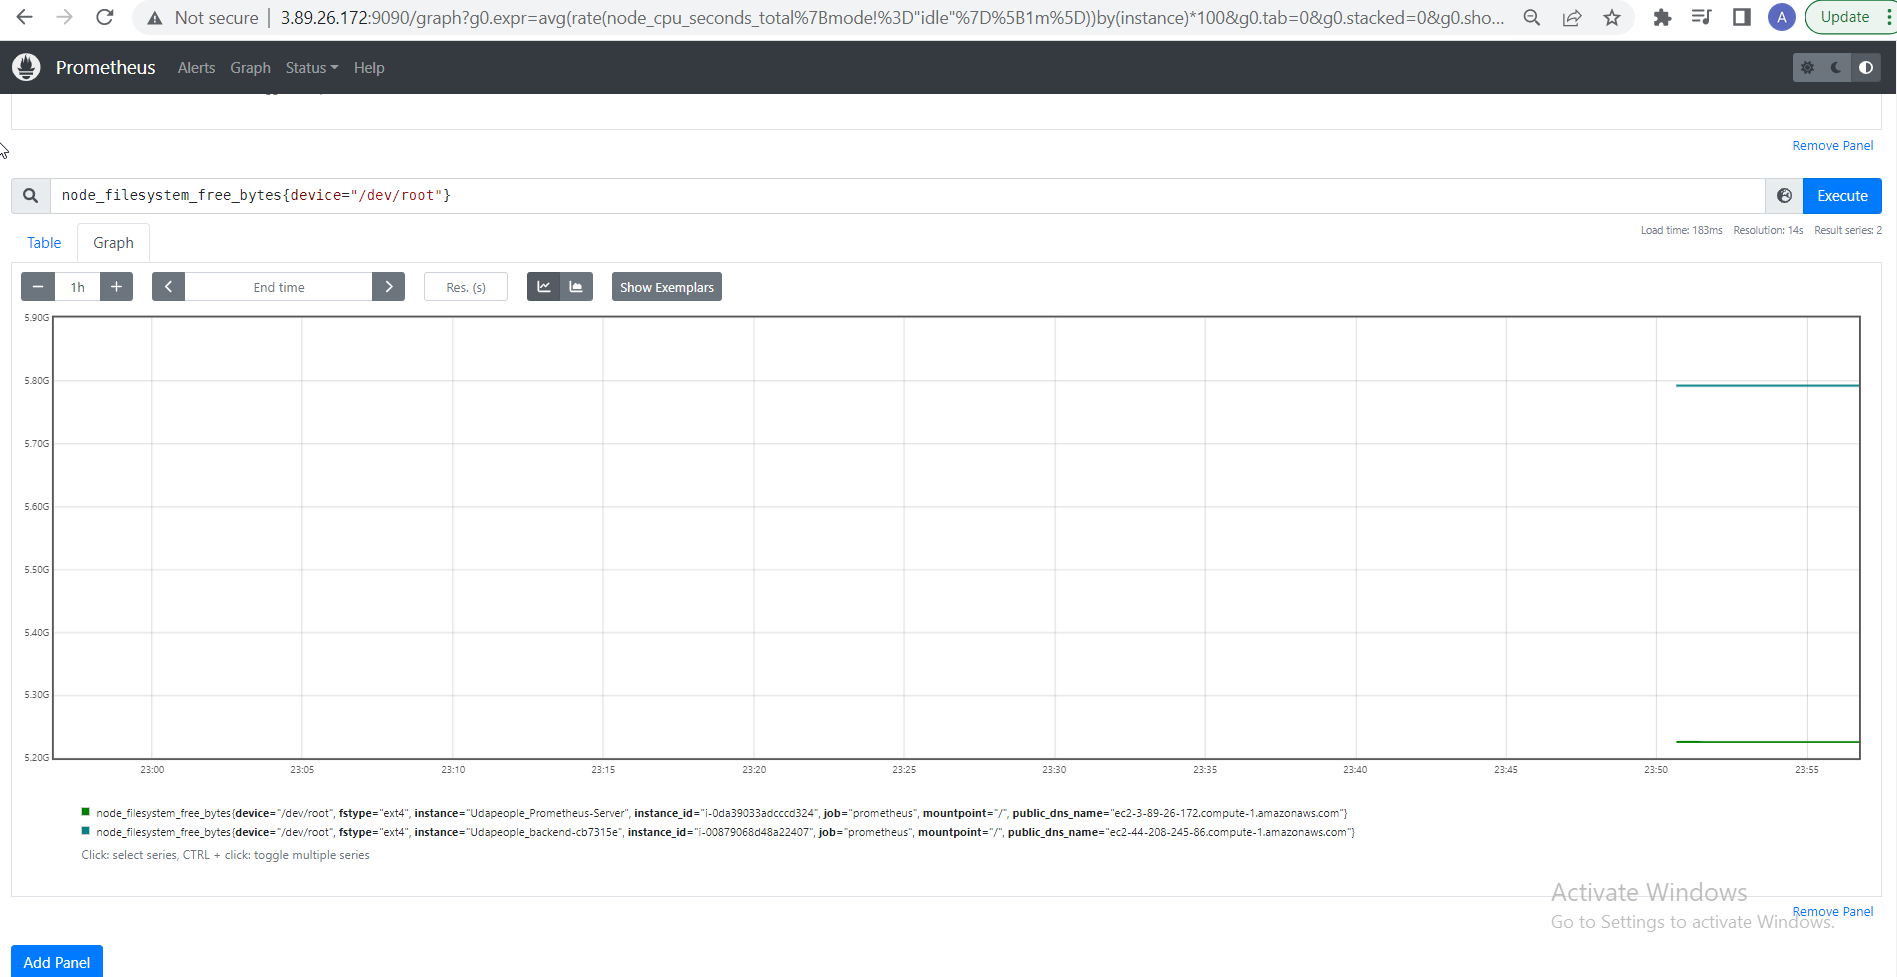 Not secure | 3.89.26.172:9090/graph?g0.expr=avg(rate(node_cpu_seconds_total%7Bmode!%3D"idle"%7D%5B1m%5D))by(instance)*100&g0.tab=0&g0.stacked=0&g0.sho...
A
Update
Prometheus Alerts Graph Status Help
Remove Panel
node_filesystem_free_bytes{device="/dev/root"}
Execute
Table Graph
Load time: 183ms Resolution: 14s Result series: 2
− 1h + End time Res. (s) Show Exemplars
5.90G
5.80G
5.70G
5.60G
5.50G
5.40G
5.30G
5.20G
23:00 23:05 23:10 23:15 23:20 23:25 23:30 23:35 23:40 23:45 23:50 23:55
node_filesystem_free_bytes{device="/dev/root", fstype="ext4", instance="Udapeople_Prometheus-Server", instance_id="i-0da39033adcccd324", job="prometheus", mountpoint="/", public_dns_name="ec2-3-89-26-172.compute-1.amazonaws.com"}
node_filesystem_free_bytes{device="/dev/root", fstype="ext4", instance="Udapeople_backend-cb7315e", instance_id="i-00879068d48a22407", job="prometheus", mountpoint="/", public_dns_name="ec2-44-208-245-86.compute-1.amazonaws.com"}
Click: select series, CTRL + click: toggle multiple series
Activate Windows
Remove Panel
Go to Settings to activate Windows.
Add Panel